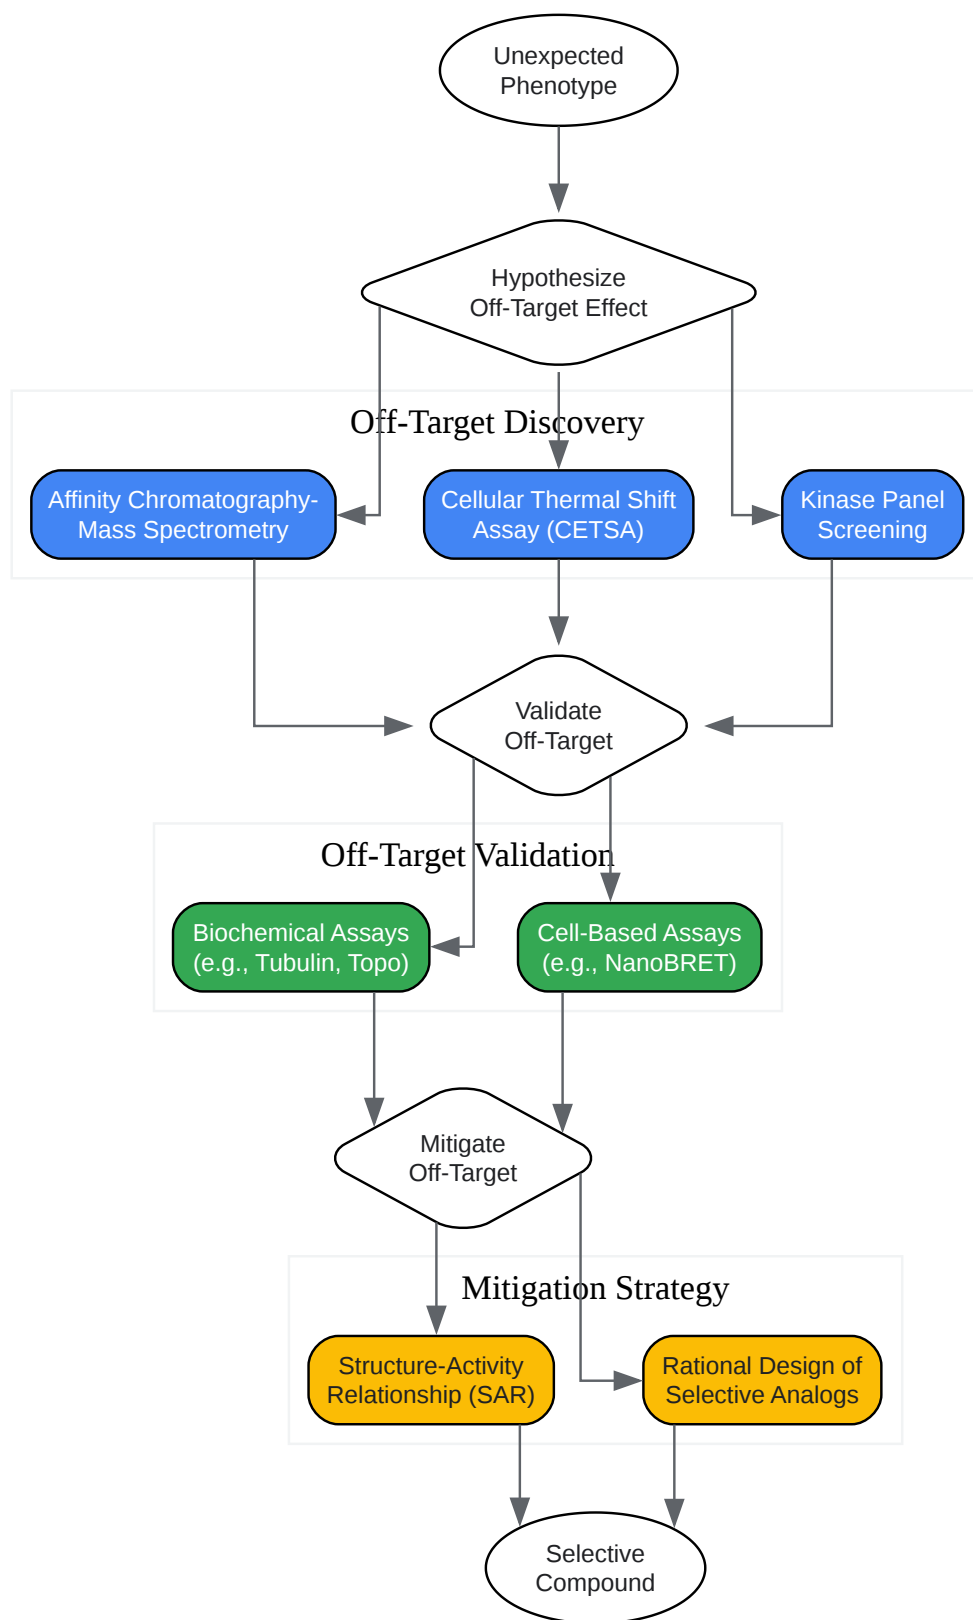 Unexpected
Phenotype
Hypothesize
Off-Target Effect
Off-Target Discovery
Affinity Chromatography-
Mass Spectrometry
Cellular Thermal Shift
Assay (CETSA)
Kinase Panel
Screening
Validate
Off-Target
Off-Target Validation
Biochemical Assays
(e.g., Tubulin, Topo)
Cell-Based Assays
(e.g., NanoBRET)
Mitigate
Off-Target
Mitigation Strategy
Structure-Activity
Relationship (SAR)
Rational Design of
Selective Analogs
Selective
Compound